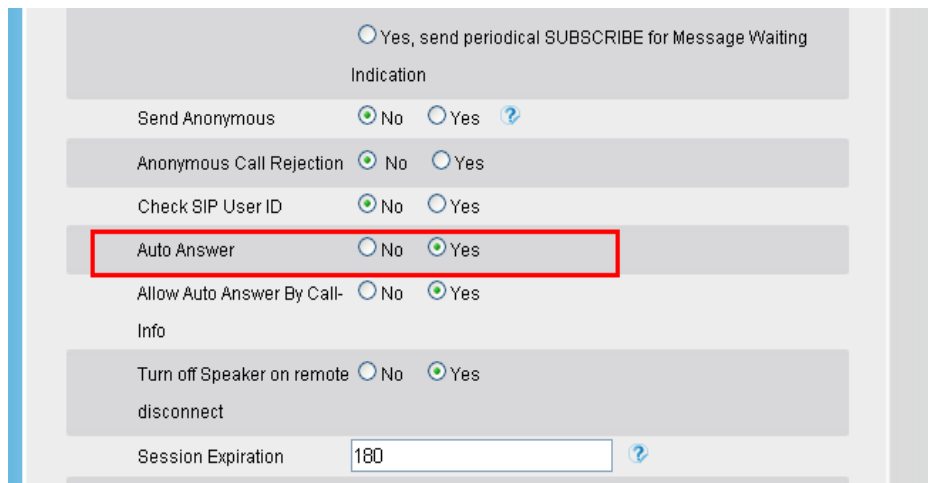 Yes, send periodical SUBSCRIBE for Message Waiting
Indication
Send Anonymous No Yes ?
Anonymous Call Rejection No Yes
Check SIP User ID No Yes
Auto Answer No Yes
Allow Auto Answer By Call- No Yes
Info
Turn off Speaker on remote No Yes
disconnect
Session Expiration 180 ?